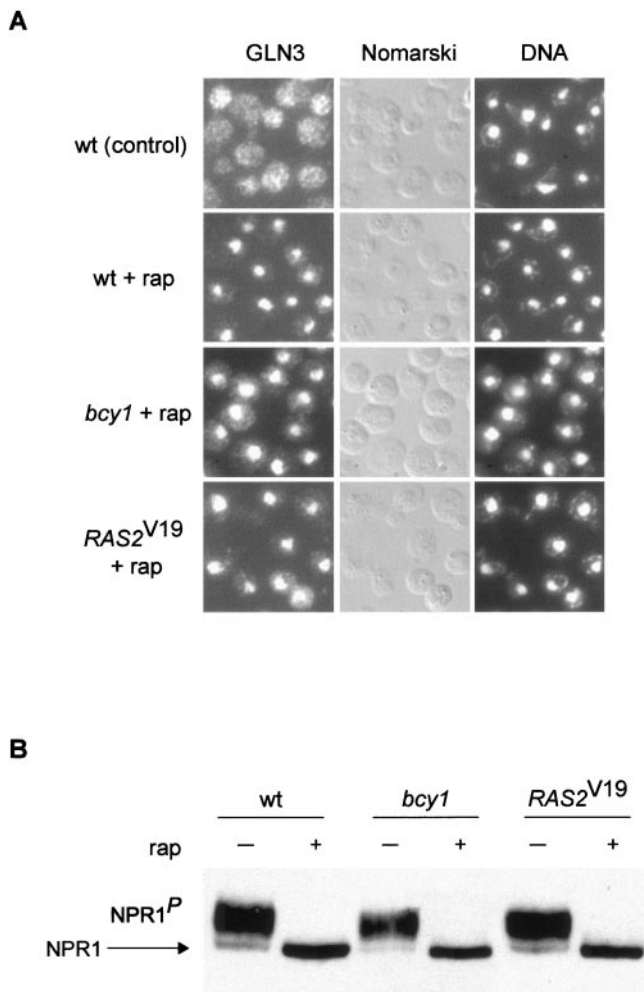 A
GLN3 Nomarski DNA
wt (control)
wt + rap
bcy1 + rap
RAS2V19
+ rap
B
wt bcy1 RAS2V19
rap – + – + – +
NPR1P
NPR1